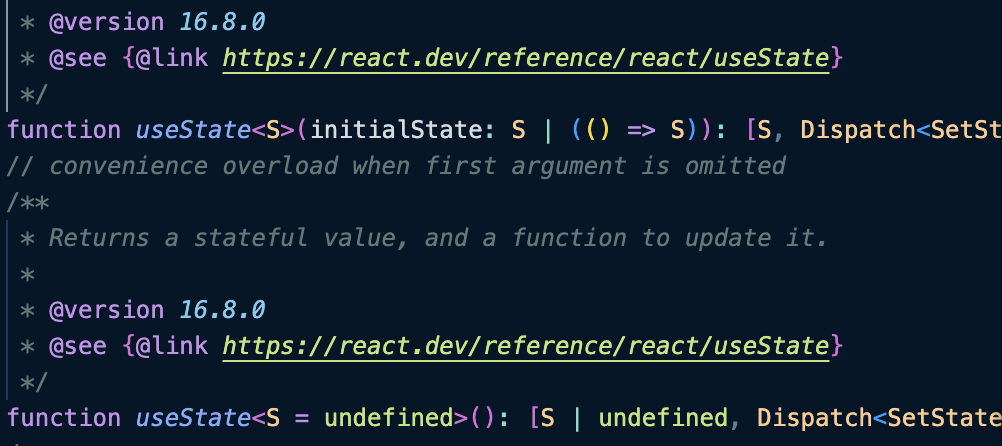 * @version 16.8.0
* @see {@link https://react.dev/reference/react/useState}
*/
function useState<S>(initialState: S | (() => S)): [S, Dispatch<SetSt
// convenience overload when first argument is omitted
/**
* Returns a stateful value, and a function to update it.
*
* @version 16.8.0
* @see {@link https://react.dev/reference/react/useState}
*/
function useState<S = undefined>(): [S | undefined, Dispatch<SetState